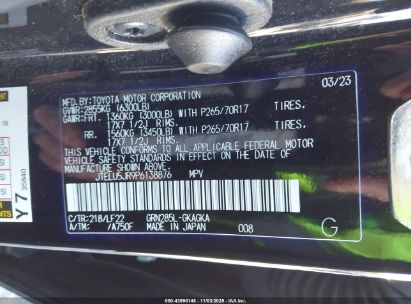 MFD.BY:TOYOTA MOTOR CORPORATION 03/23
GVWR:2855KG (6300LB)
GAWR:FRT. 1360KG (3000LB) WITH P265/70R17 TIRES.
17X7 1/2J RIMS.
RR. 1560KG (3450LB) WITH P265/70R17 TIRES.
17X7 1/2J RIMS.
THIS VEHICLE CONFORMS TO ALL APPLICABLE FEDERAL MOTOR
VEHICLE SAFETY STANDARDS IN EFFECT ON THE DATE OF
MANUFACTURE SHOWN ABOVE.
JTELU5JR9P6138876 MPV
C/TR:218/LF22 GRN285L-GKAGKA
A/TM: /A750F MADE IN JAPAN 008 G
Y7
35940